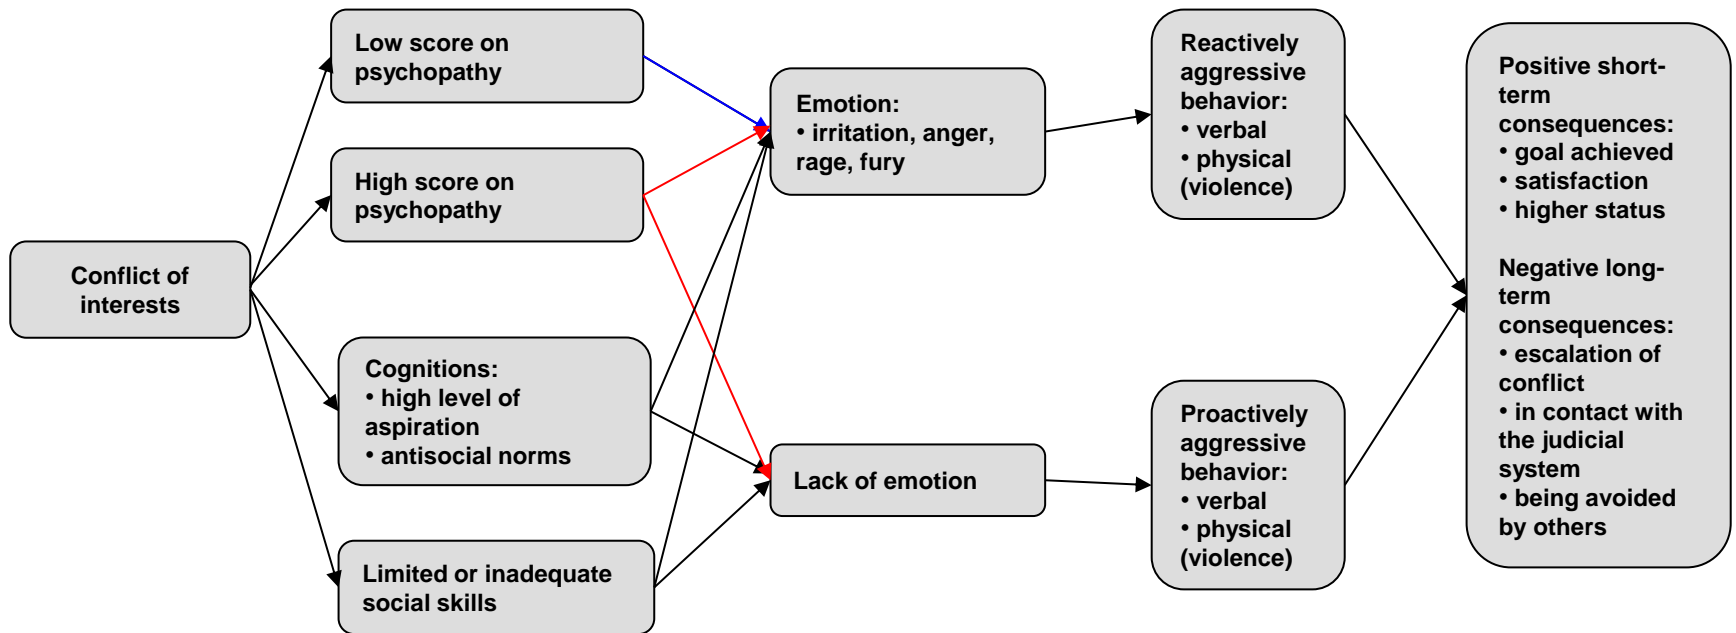 Conflict of
interests
Low score on
psychopathy
High score on
psychopathy
Cognitions:
• high level of
aspiration
• antisocial norms
Limited or inadequate
social skills
Emotion:
• irritation, anger,
rage, fury
Lack of emotion
Reactively
aggressive
behavior:
• verbal
• physical
(violence)
Proactively
aggressive
behavior:
• verbal
• physical
(violence)
Positive short-
term
consequences:
• goal achieved
• satisfaction
• higher status
Negative long-
term
consequences:
• escalation of
conflict
• in contact with
the judicial
system
• being avoided
by others